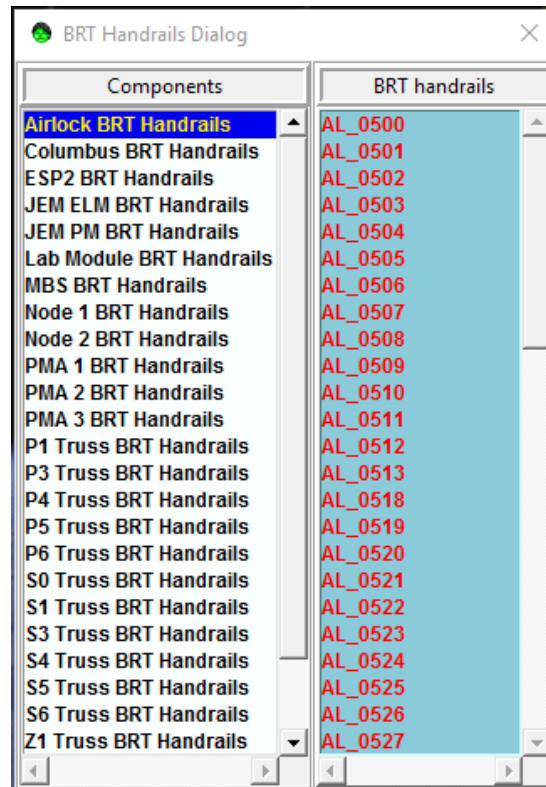 BRT Handrails Dialog
Components
Airlock BRT Handrails
Columbus BRT Handrails
ESP2 BRT Handrails
JEM ELM BRT Handrails
JEM PM BRT Handrails
Lab Module BRT Handrails
MBS BRT Handrails
Node 1 BRT Handrails
Node 2 BRT Handrails
PMA 1 BRT Handrails
PMA 2 BRT Handrails
PMA 3 BRT Handrails
P1 Truss BRT Handrails
P3 Truss BRT Handrails
P4 Truss BRT Handrails
P5 Truss BRT Handrails
P6 Truss BRT Handrails
S0 Truss BRT Handrails
S1 Truss BRT Handrails
S3 Truss BRT Handrails
S4 Truss BRT Handrails
S5 Truss BRT Handrails
S6 Truss BRT Handrails
Z1 Truss BRT Handrails
BRT handrails
AL_0500
AL_0501
AL_0502
AL_0503
AL_0504
AL_0505
AL_0506
AL_0507
AL_0508
AL_0509
AL_0510
AL_0511
AL_0512
AL_0513
AL_0518
AL_0519
AL_0520
AL_0521
AL_0522
AL_0523
AL_0524
AL_0525
AL_0526
AL_0527